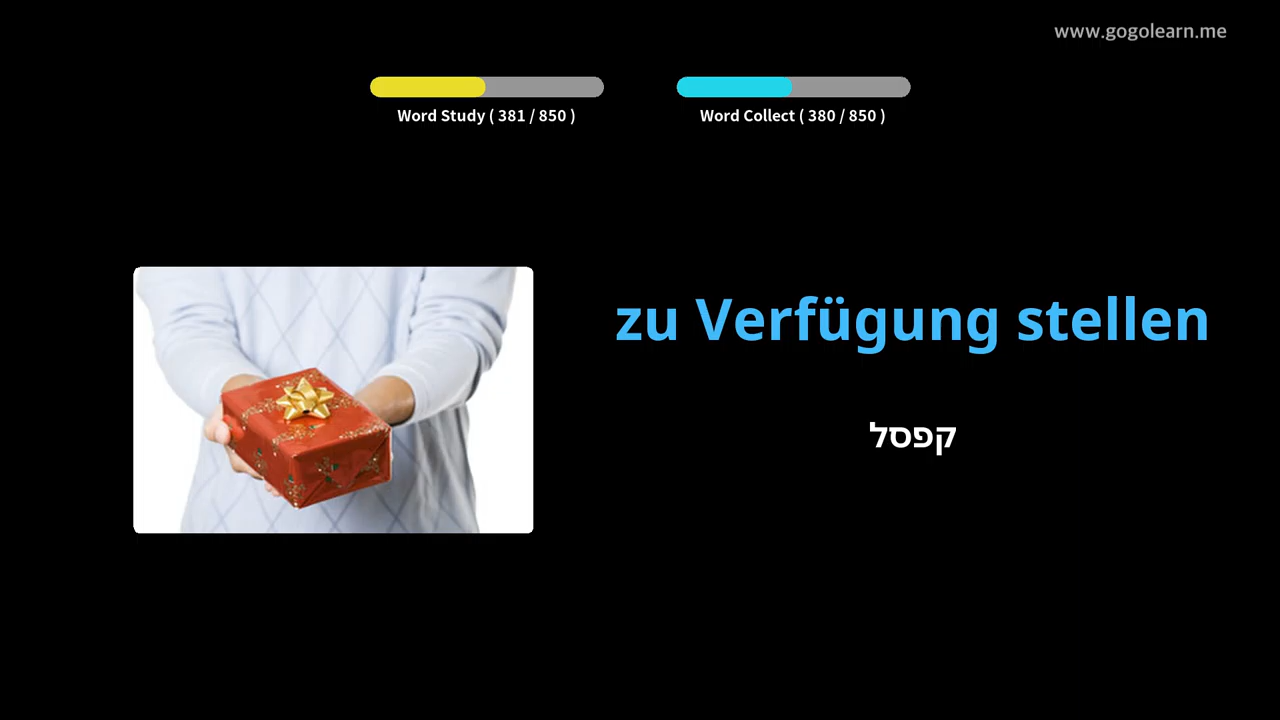 www.gogolearn.me
Word Study ( 381 / 850 )
Word Collect ( 380 / 850 )
zu Verfügung stellen
קפסל